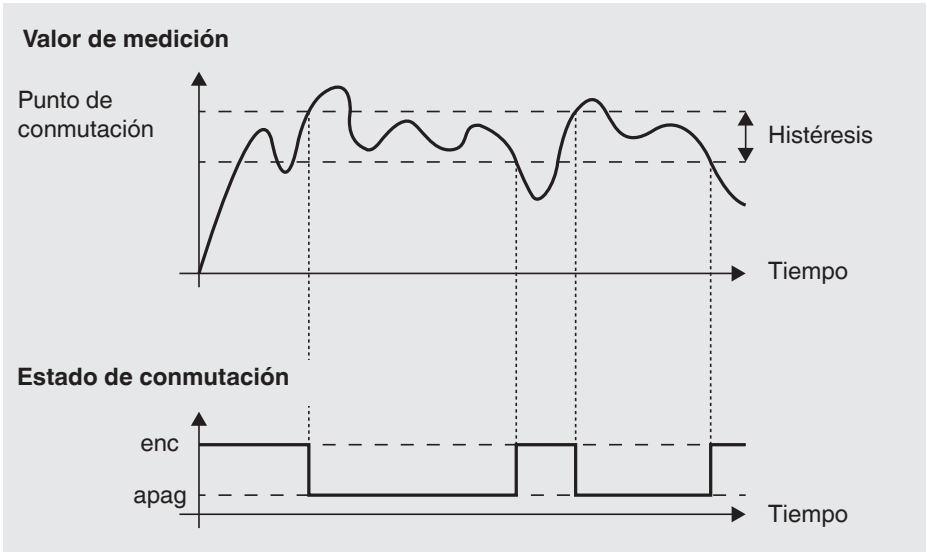 Valor de medición
Punto de
conmutación
Histéresis
Tiempo
Estado de conmutación
enc
apag
Tiempo